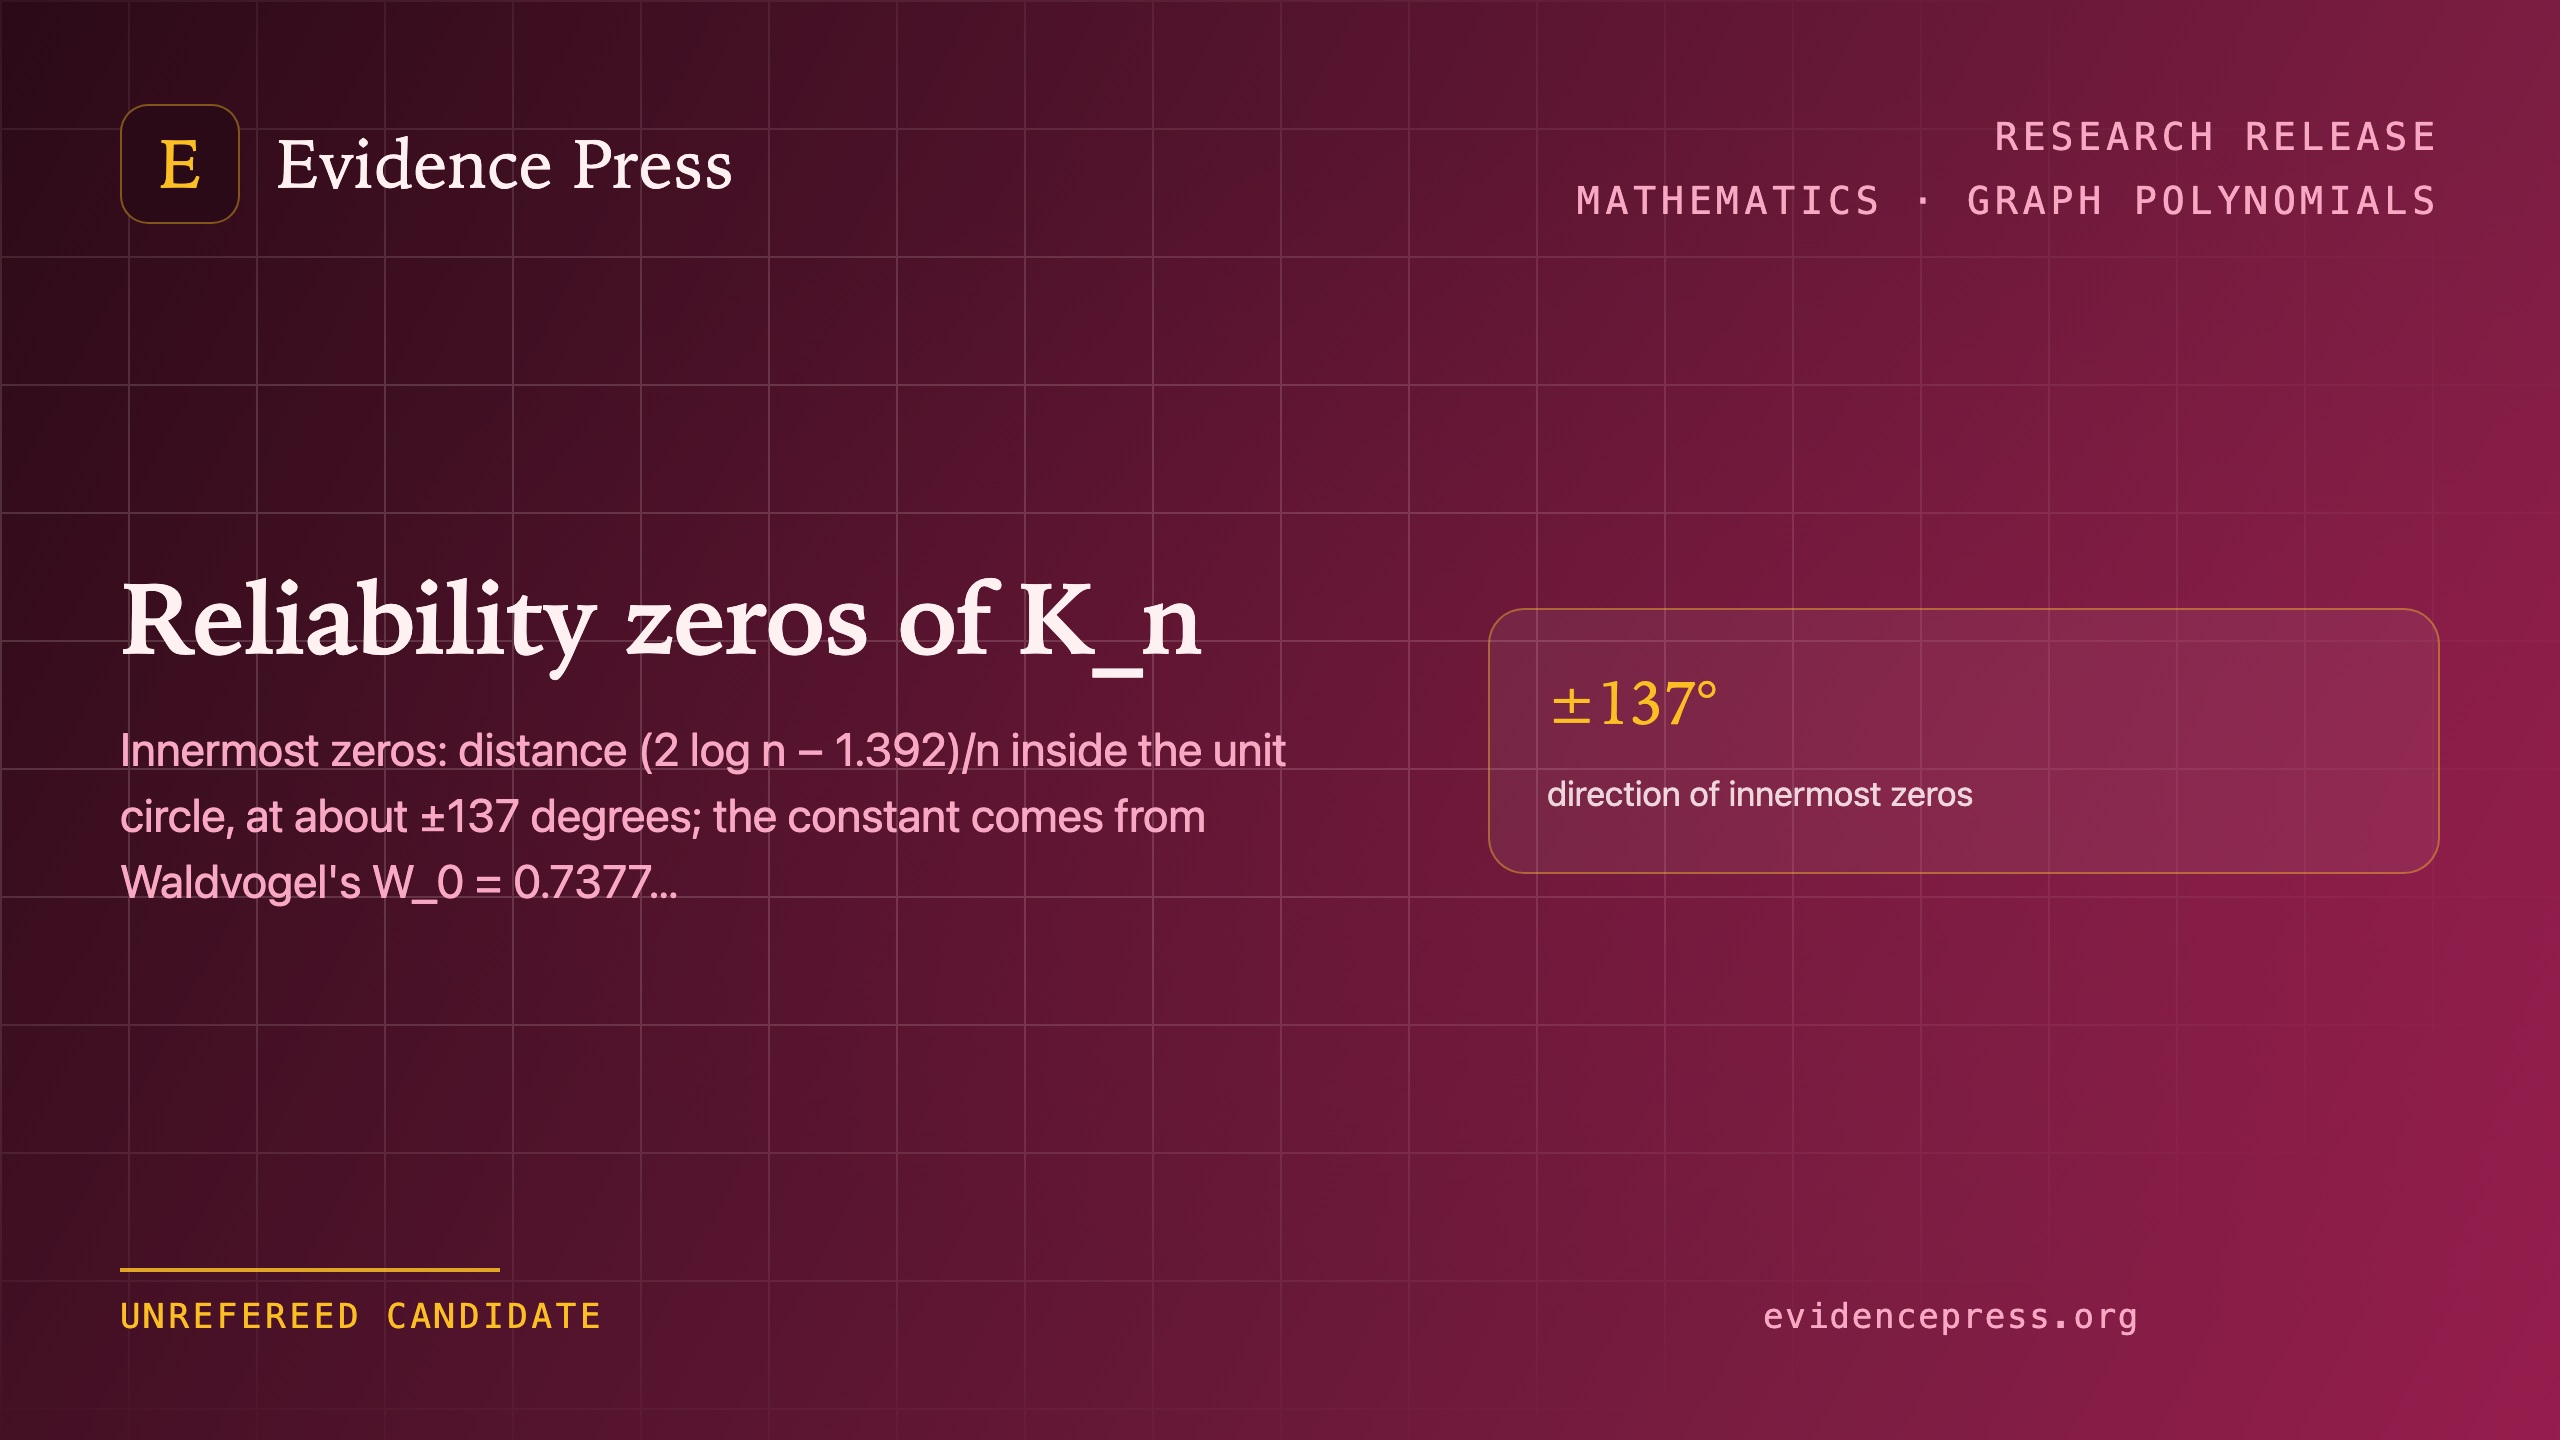 E
Evidence Press
RESEARCH RELEASE
MATHEMATICS · GRAPH POLYNOMIALS
Reliability zeros of K_n
Innermost zeros: distance (2 log n – 1.392)/n inside the unit
circle, at about ±137 degrees; the constant comes from
Waldvogel's W_0 = 0.7377...
±137°
direction of innermost zeros
UNREFEREED CANDIDATE
evidencepress.org